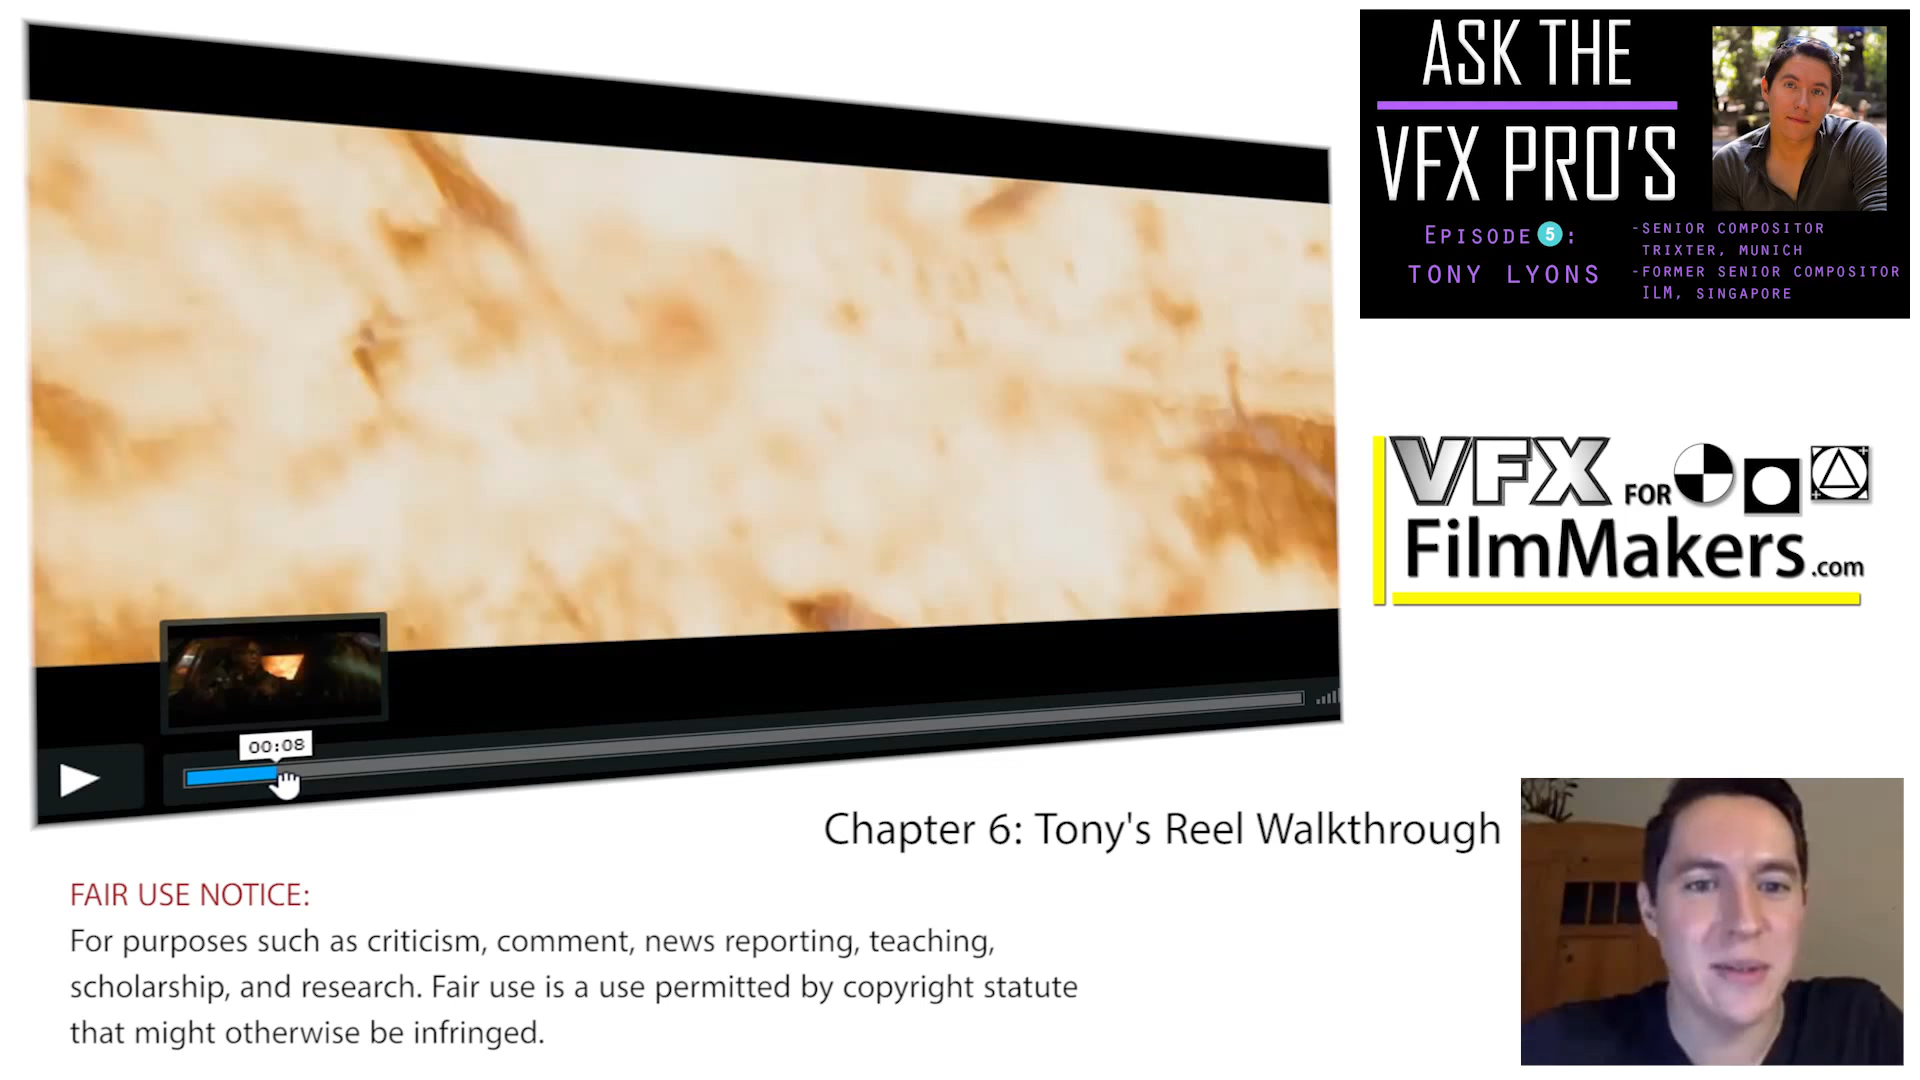 ASK THE
VFX PRO'S
EPISODE 5:
TONY LYONS
-SENIOR COMPOSITOR
TRIXTER, MUNICH
-FORMER SENIOR COMPOSITOR
ILM, SINGAPORE
VFX FOR
FilmMakers.com
00:08
Chapter 6: Tony's Reel Walkthrough
FAIR USE NOTICE:
For purposes such as criticism, comment, news reporting, teaching,
scholarship, and research. Fair use is a use permitted by copyright statute
that might otherwise be infringed.